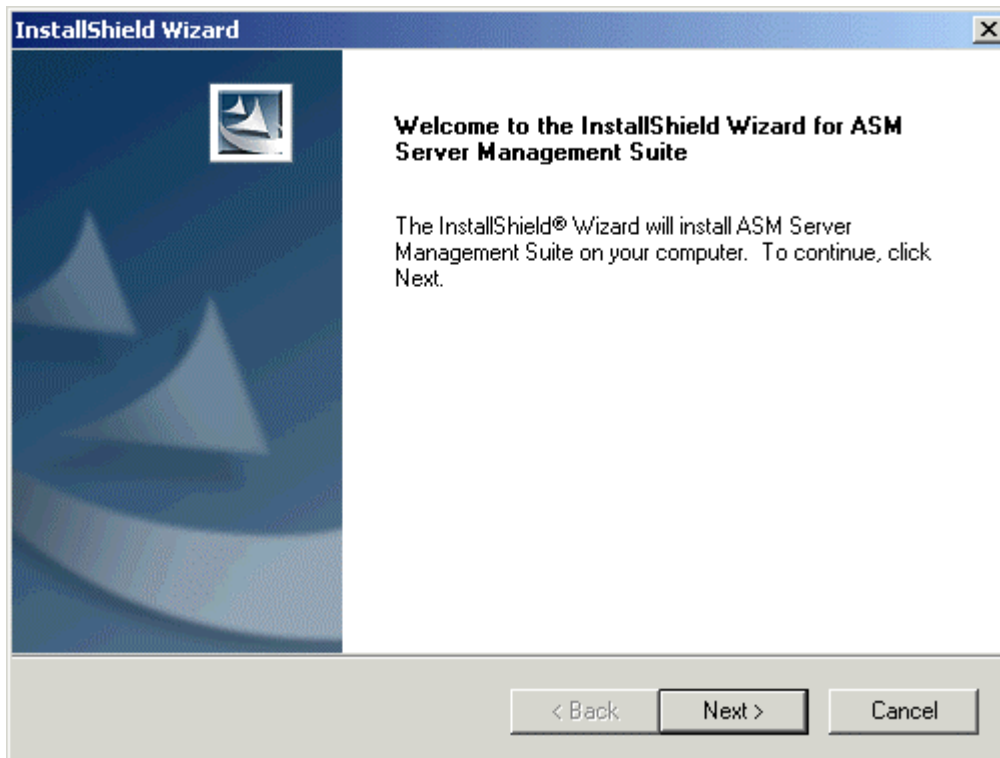 InstallShield Wizard
Welcome to the InstallShield Wizard for ASM
Server Management Suite
The InstallShield® Wizard will install ASM Server
Management Suite on your computer.  To continue, click
Next.
< Back
Next >
Cancel